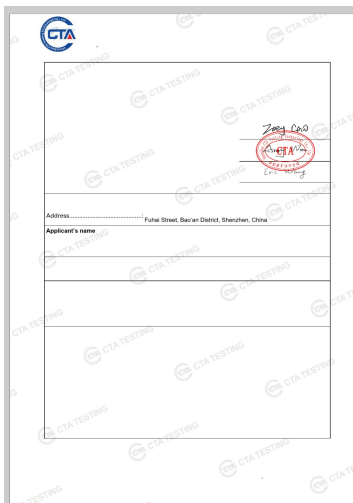 CTA
CTA TESTING
Zoey Cao
CTA
Eric Wang
Address............................................: Fuhai Street, Bao'an District, Shenzhen, China
Applicant's name